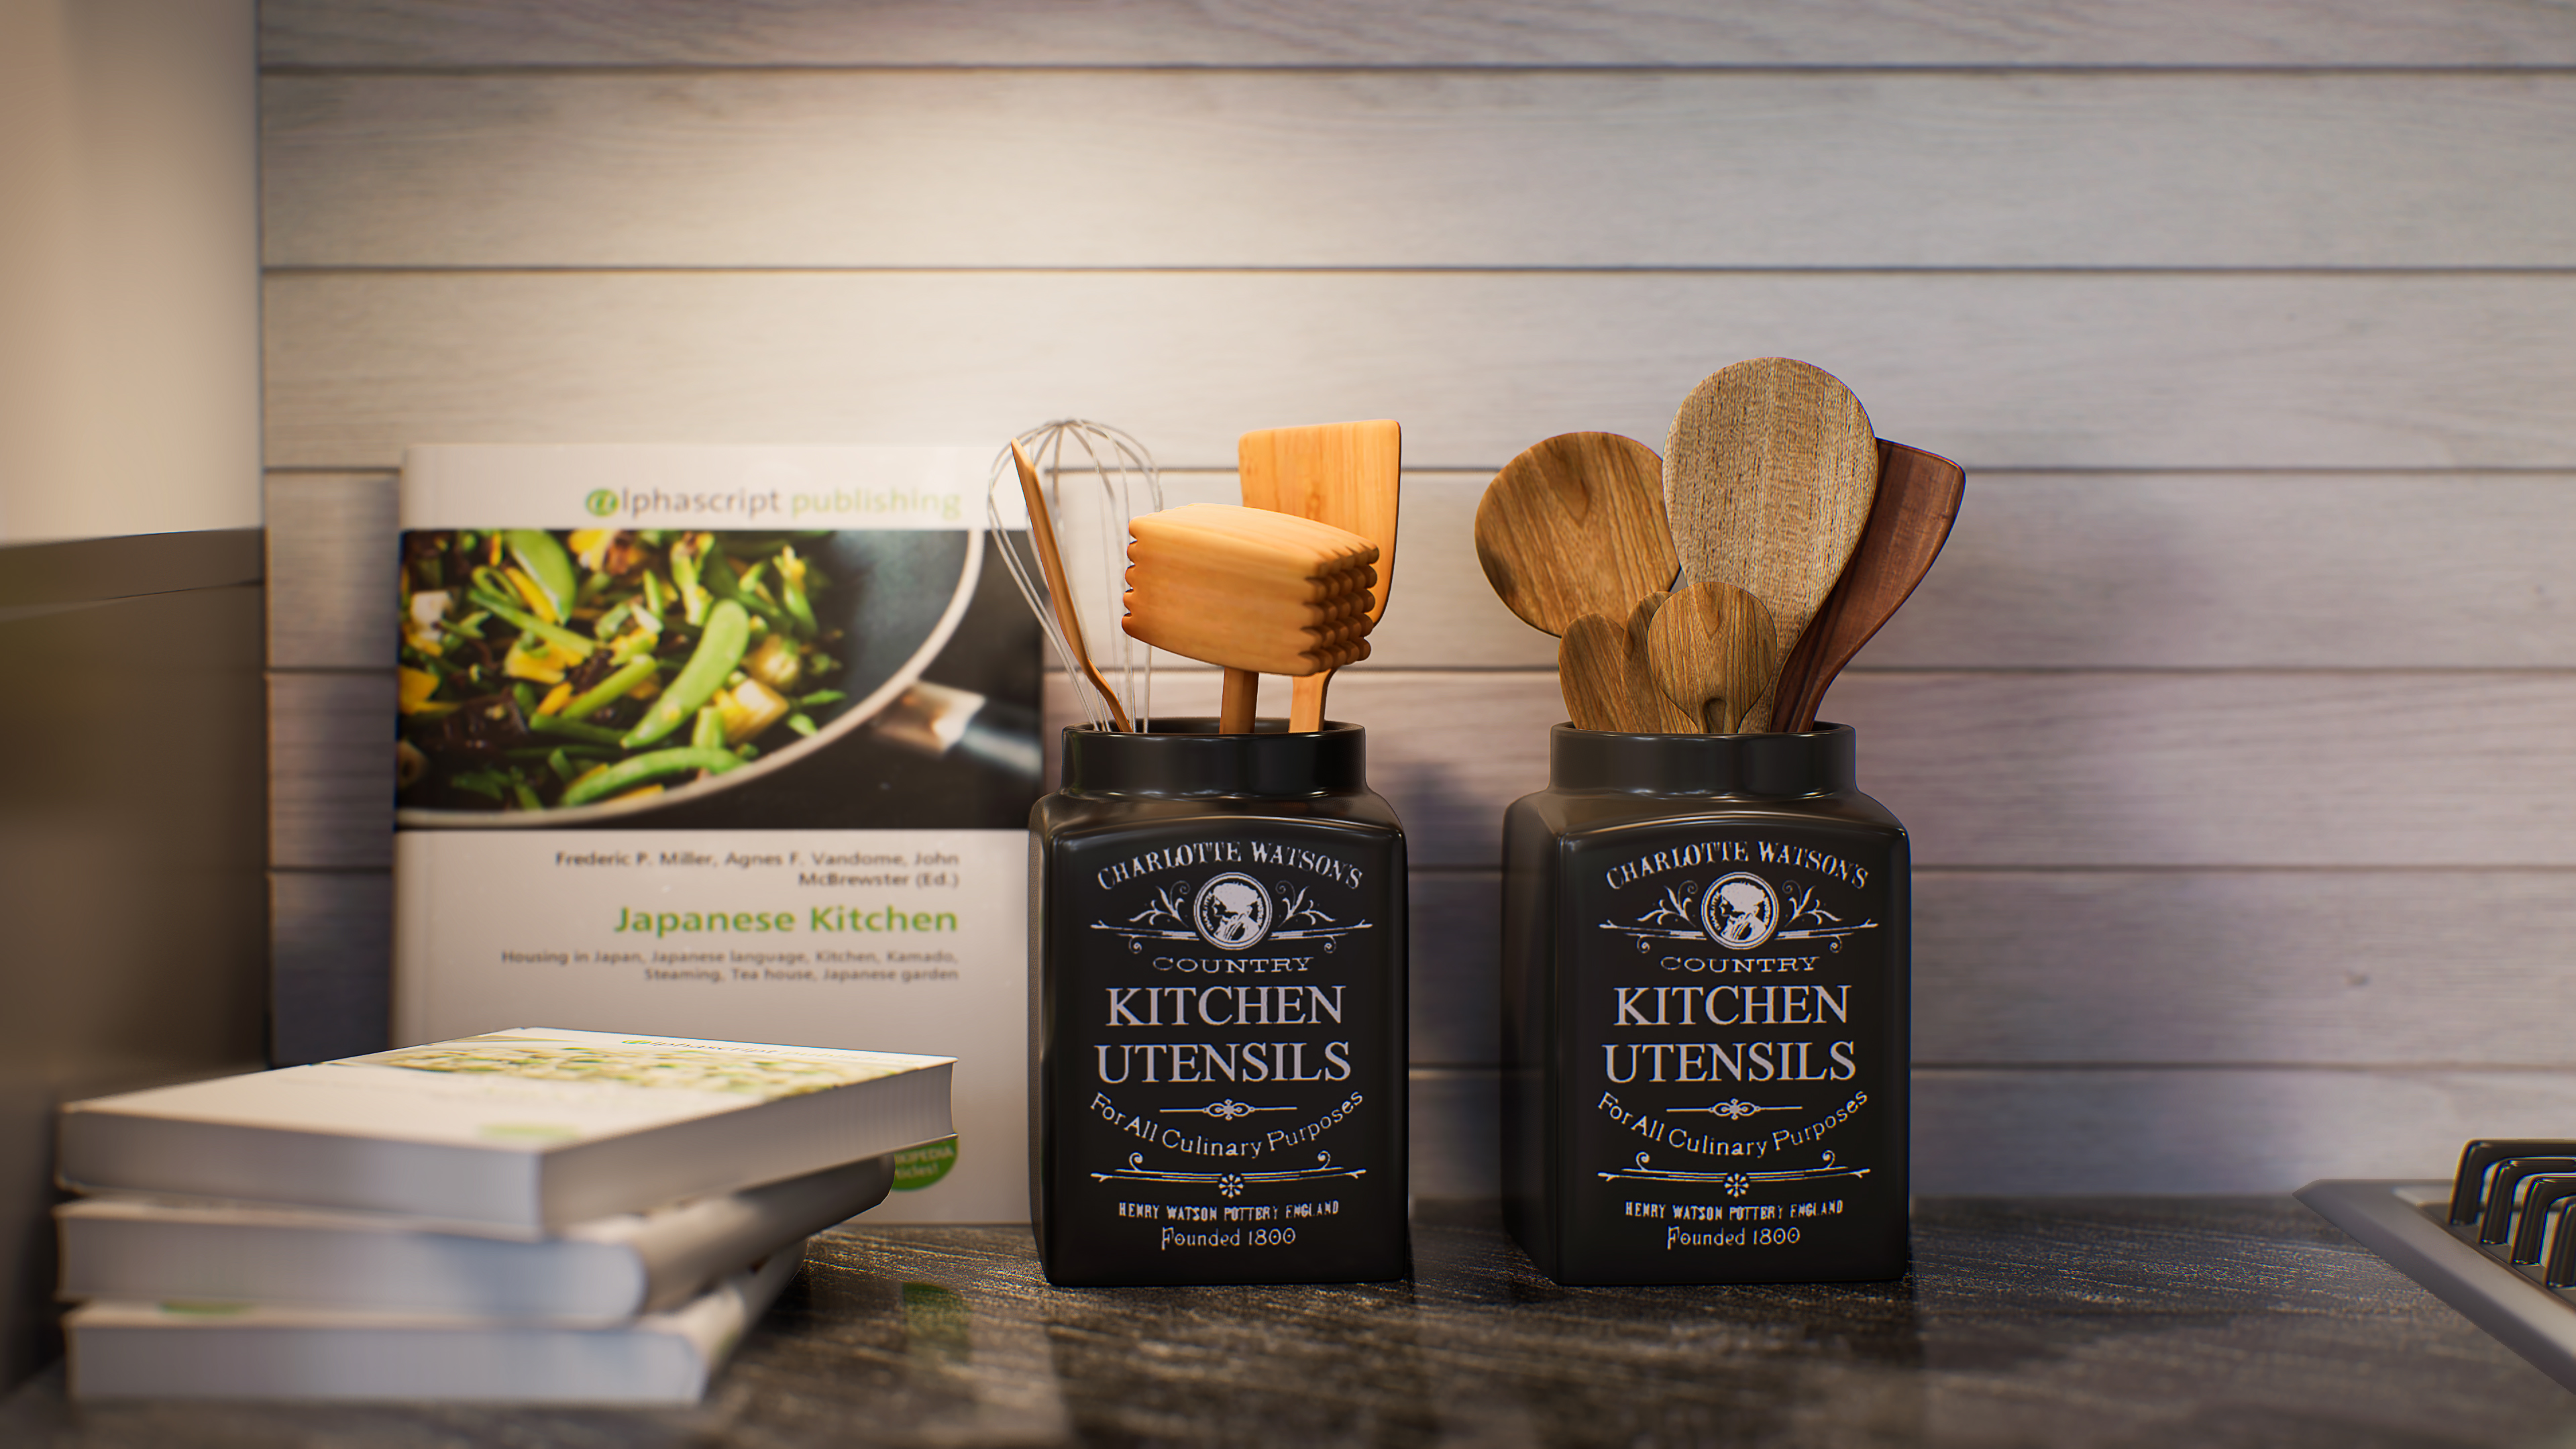 @lphascript publishing
Frederic P. Miller, Agnes F. Vandome, John
McBrewster (Ed.)
Japanese Kitchen
Housing in Japan, Japanese language, Kitchen, Kamado,
Steaming, Tea house, Japanese garden
@lphascript
CHARLOTTE WATSON'S
COUNTRY
KITCHEN
UTENSILS
For All Culinary Purposes
HENRY WATSON POTTERY ENGLAND
Founded 1800
CHARLOTTE WATSON'S
COUNTRY
KITCHEN
UTENSILS
For All Culinary Purposes
HENRY WATSON POTTERY ENGLAND
Founded 1800